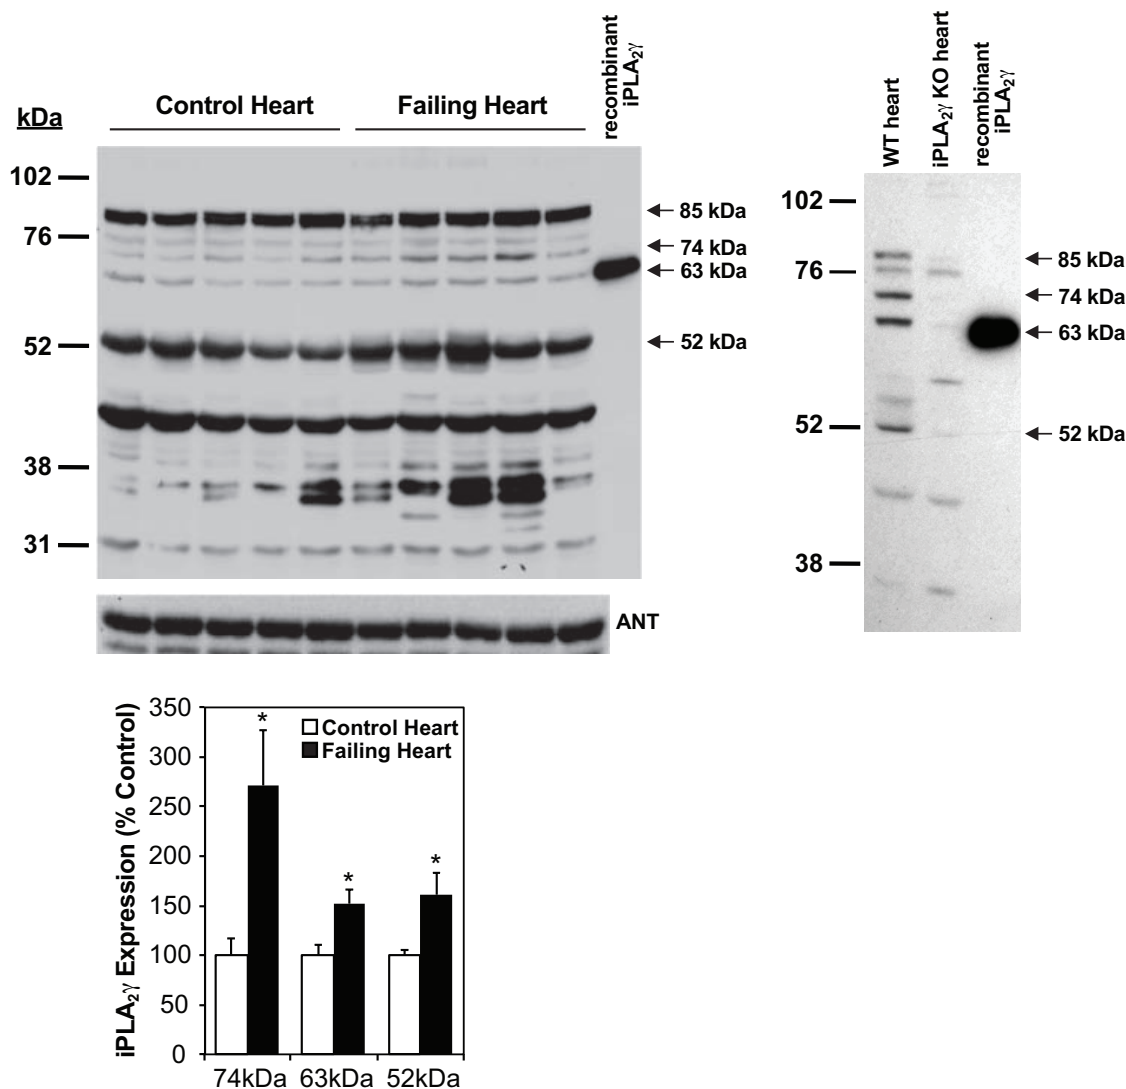 kDa
Control Heart
Failing Heart
recombinant
iPLA₂γ
102
76
52
38
31
85 kDa
74 kDa
63 kDa
52 kDa
ANT
WT heart
iPLA₂γ KO heart
recombinant
iPLA₂γ
102
76
52
38
85 kDa
74 kDa
63 kDa
52 kDa
iPLA₂γ Expression (% Control)
350
300
250
200
150
100
50
0
Control Heart
Failing Heart
*
*
*
74kDa
63kDa
52kDa